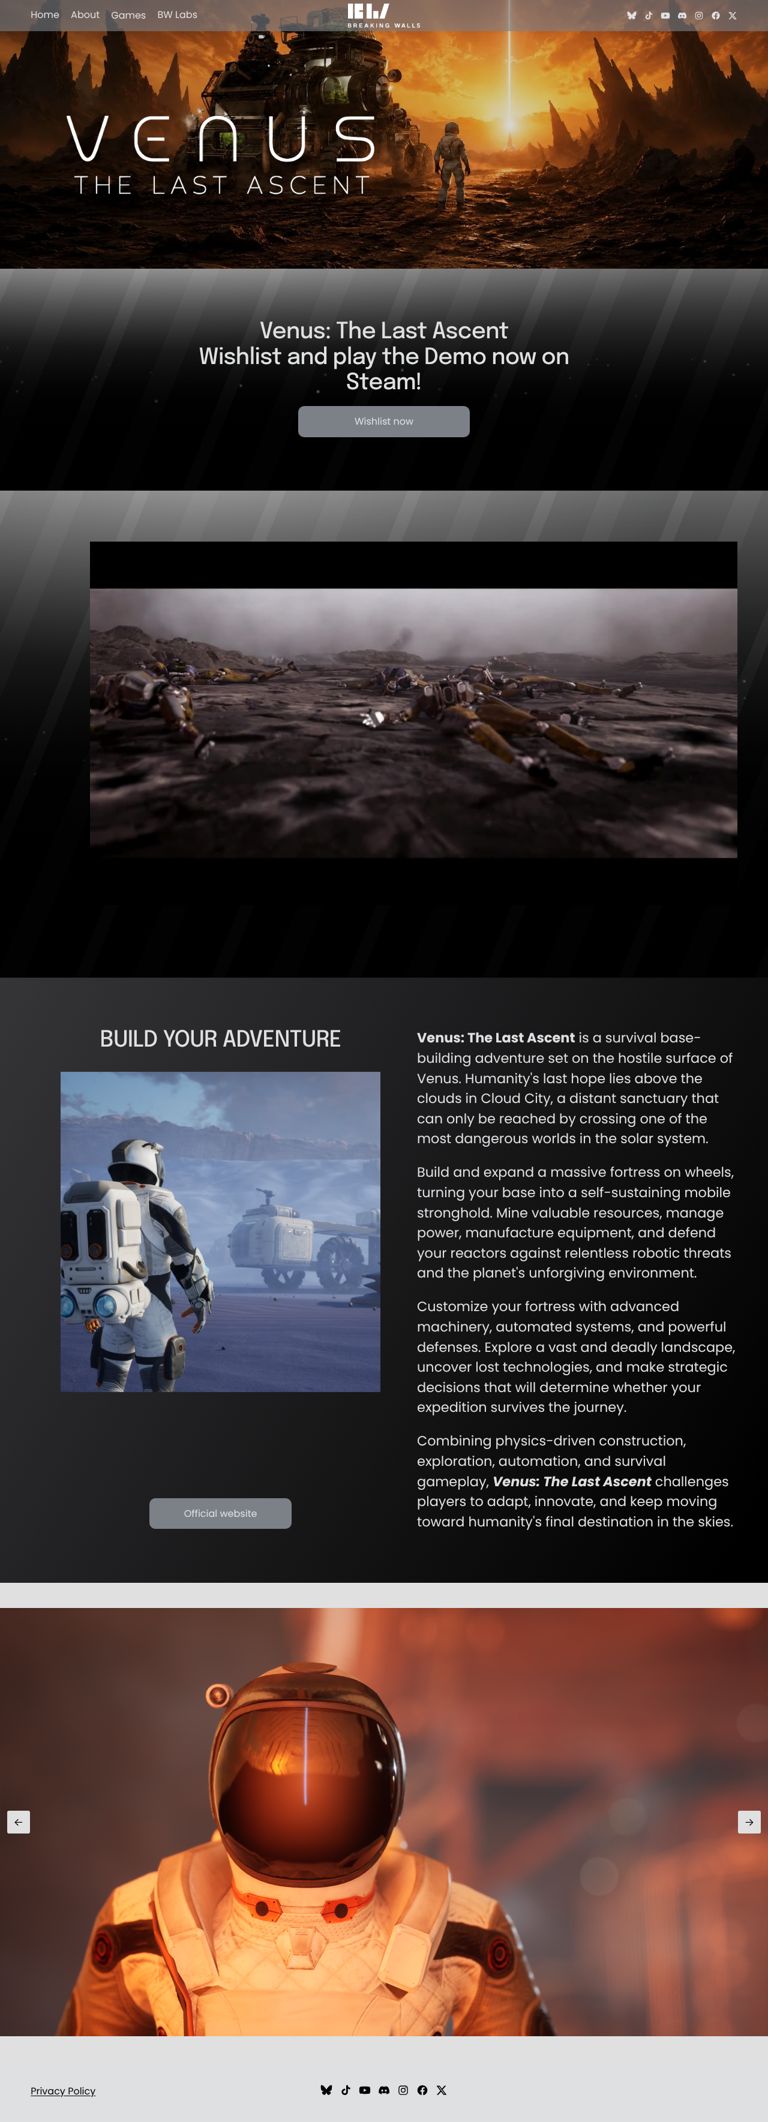 Home About Games BW Labs
BREAKING WALLS
VENUS
THE LAST ASCENT
Venus: The Last Ascent
Wishlist and play the Demo now on
Steam!
Wishlist now
BUILD YOUR ADVENTURE
Official website
Venus: The Last Ascent is a survival base-
building adventure set on the hostile surface of
Venus. Humanity's last hope lies above the
clouds in Cloud City, a distant sanctuary that
can only be reached by crossing one of the
most dangerous worlds in the solar system.
Build and expand a massive fortress on wheels,
turning your base into a self-sustaining mobile
stronghold. Mine valuable resources, manage
power, manufacture equipment, and defend
your reactors against relentless robotic threats
and the planet's unforgiving environment.
Customize your fortress with advanced
machinery, automated systems, and powerful
defenses. Explore a vast and deadly landscape,
uncover lost technologies, and make strategic
decisions that will determine whether your
expedition survives the journey.
Combining physics-driven construction,
exploration, automation, and survival
gameplay, Venus: The Last Ascent challenges
players to adapt, innovate, and keep moving
toward humanity's final destination in the skies.
Privacy Policy